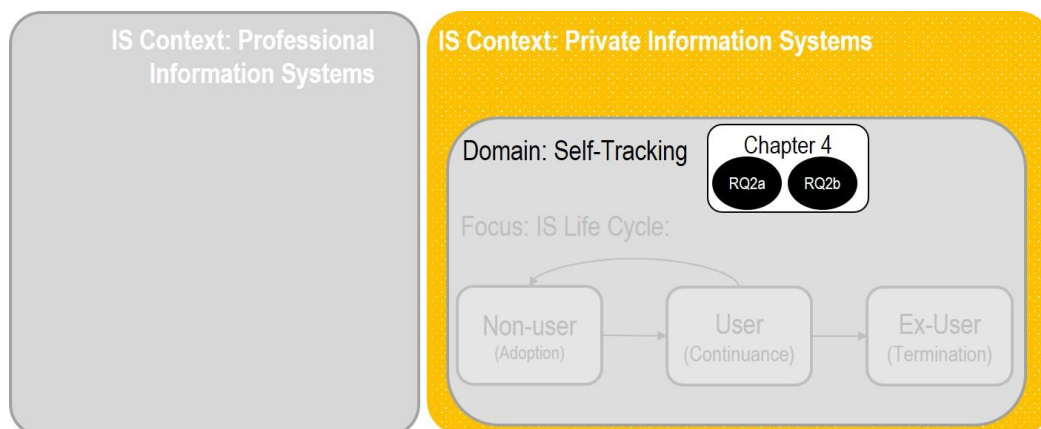 IS Context: Professional
Information Systems
IS Context: Private Information Systems
Domain: Self-Tracking
Chapter 4
RQ2a
RQ2b
Focus: IS Life Cycle:
Non-user
(Adoption)
User
(Continuance)
Ex-User
(Termination)